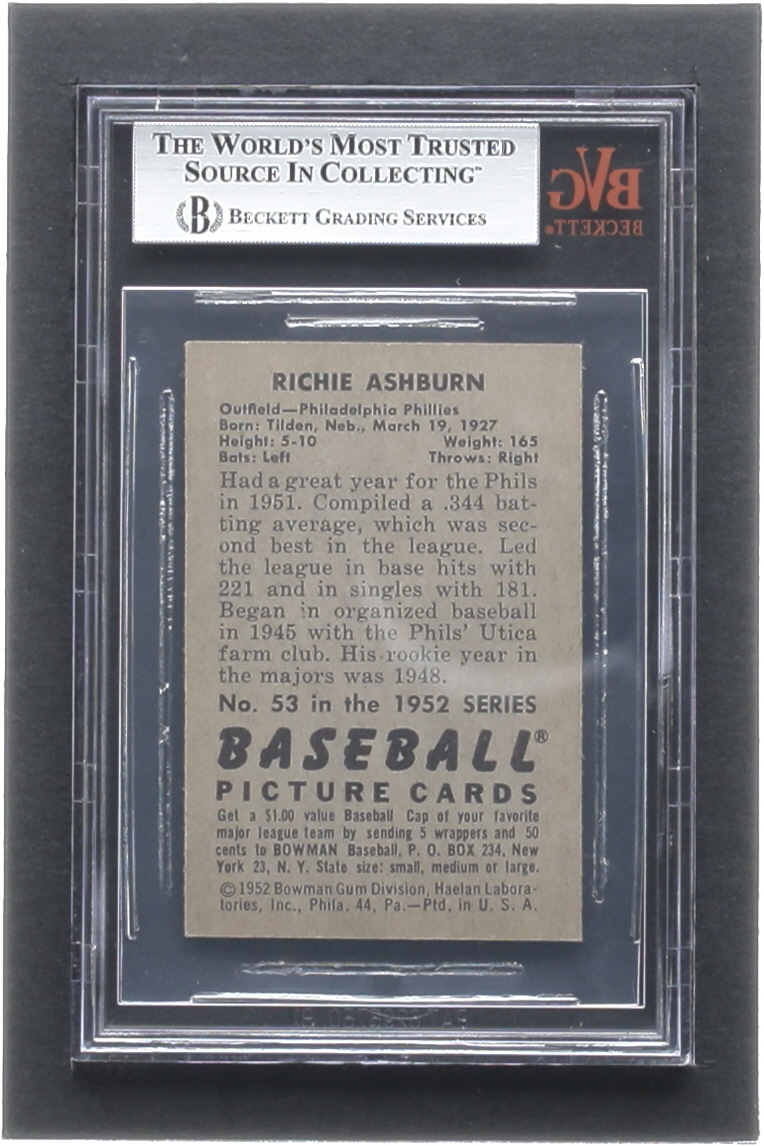 THE WORLD'S MOST TRUSTED
SOURCE IN COLLECTING™
B BECKETT GRADING SERVICES
BVG
BECKETT®
RICHIE ASHBURN
Outfield—Philadelphia Phillies
Born: Tilden, Neb., March 19, 1927
Height: 5-10 Weight: 165
Bats: Left Throws: Right
Had a great year for the Phils
in 1951. Compiled a .344 bat-
ting average, which was sec-
ond best in the league. Led
the league in base hits with
221 and in singles with 181.
Began in organized baseball
in 1945 with the Phils' Utica
farm club. His rookie year in
the majors was 1948.
No. 53 in the 1952 SERIES
BASEBALL®
PICTURE CARDS
Get a $1.00 value Baseball Cap of your favorite
major league team by sending 5 wrappers and 50
cents to BOWMAN Baseball, P. O. BOX 234, New
York 23, N. Y. State size: small, medium or large.
©1952 Bowman Gum Division, Haelan Labora-
tories, Inc., Phila. 44, Pa.—Ptd, in U. S. A.